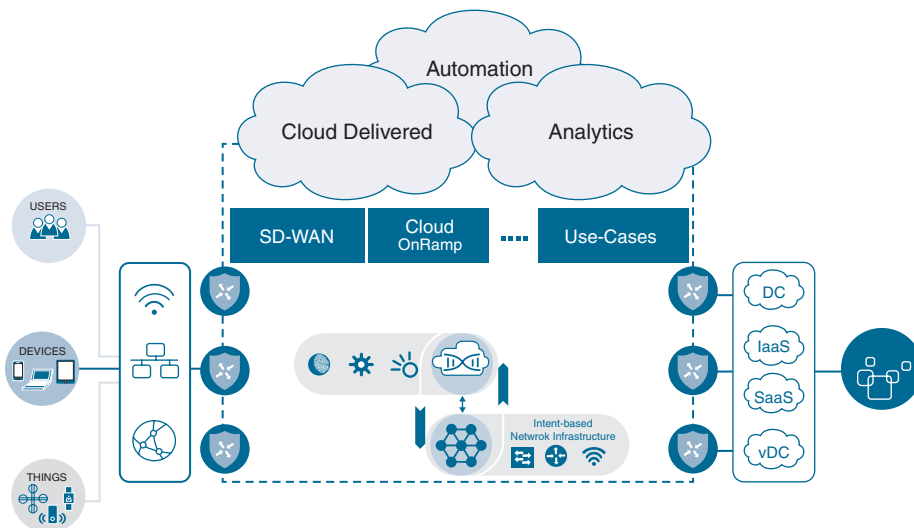 Automation
Cloud Delivered
Analytics
USERS
SD-WAN
Cloud
OnRamp
Use-Cases
DC
DEVICES
IaaS
SaaS
Intent-based
Netwrok Infrastructure
vDC
THINGS